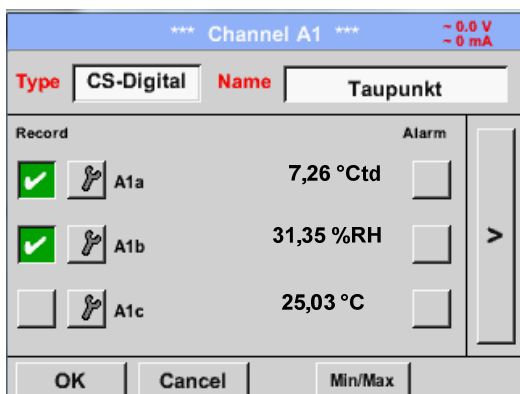 *** Channel A1 ***
~ 0.0 V
~ 0 mA
Type CS-Digital Name Taupunkt
Record Alarm
A1a 7,26 °Ctd
A1b 31,35 %RH
>
A1c 25,03 °C
OK Cancel Min/Max